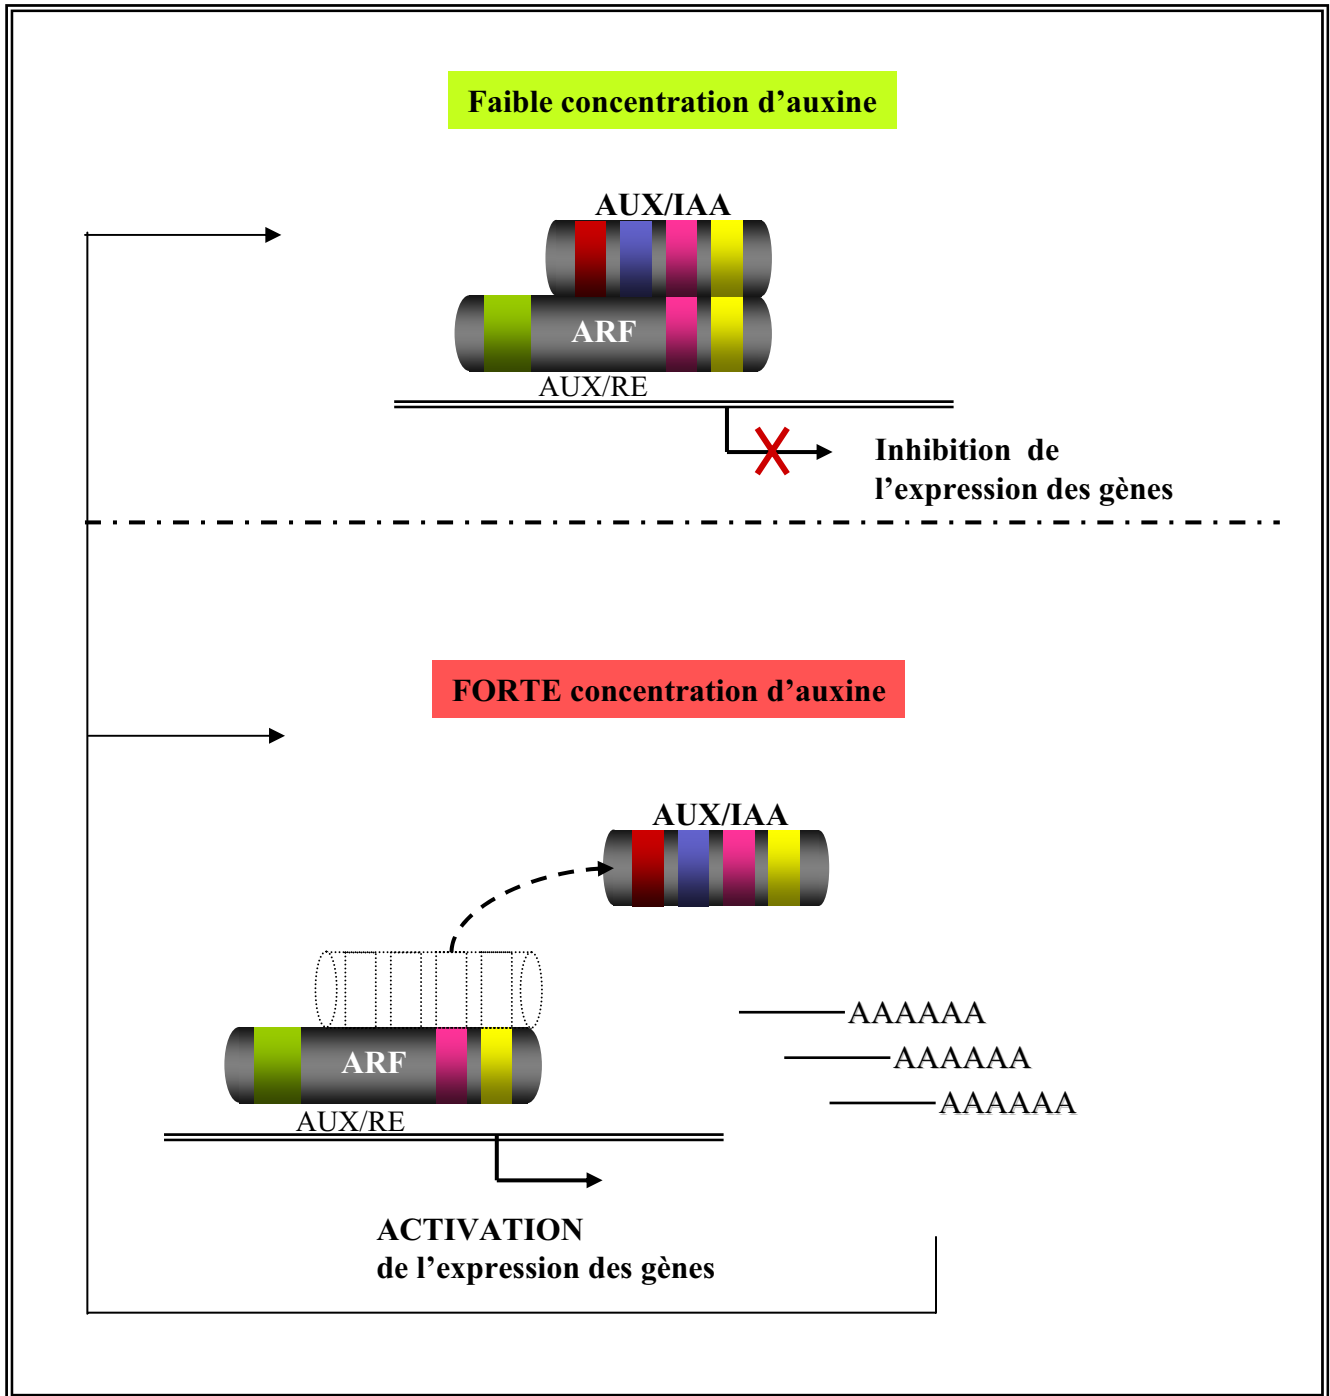 Faible concentration d’auxine
AUX/IAA
ARF
AUX/RE
Inhibition de
l’expression des gènes
FORTE concentration d’auxine
AUX/IAA
AAAAAA
AAAAAA
AAAAAA
ARF
AUX/RE
ACTIVATION
de l’expression des gènes